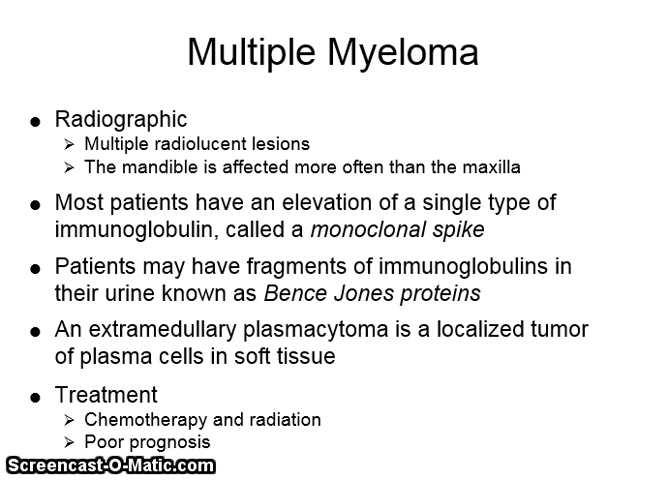 Multiple Myeloma
● Radiographic
➢ Multiple radiolucent lesions
➢ The mandible is affected more often than the maxilla
● Most patients have an elevation of a single type of
immunoglobulin, called a monoclonal spike
● Patients may have fragments of immunoglobulins in
their urine known as Bence Jones proteins
● An extramedullary plasmacytoma is a localized tumor
of plasma cells in soft tissue
● Treatment
➢ Chemotherapy and radiation
➢ Poor prognosis
Screencast-O-Matic.com